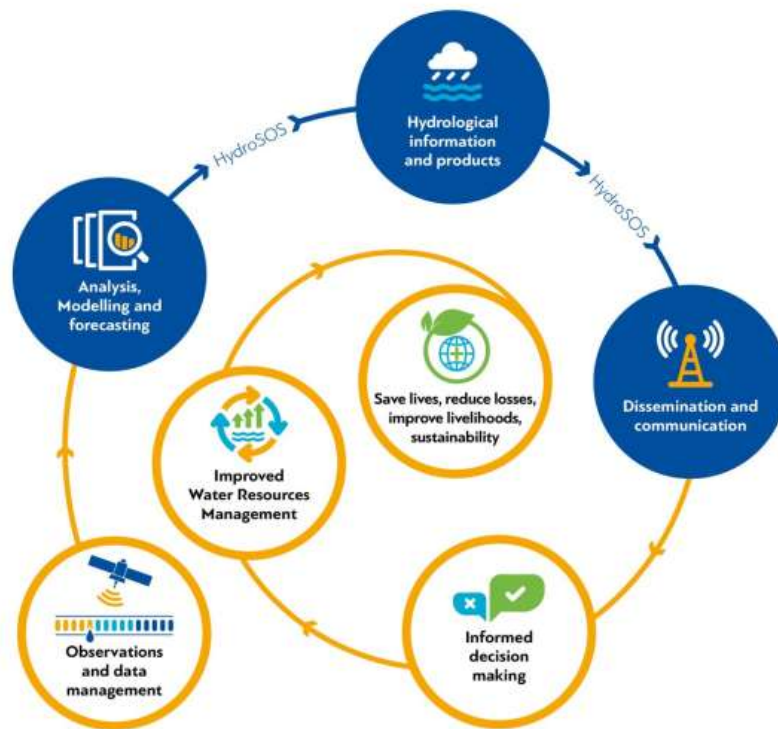 HydroSOS
Hydrological
information
and products
HydroSOS
Analysis,
Modelling and
forecasting
Save lives, reduce losses,
improve livelihoods,
sustainability
Dissemination and
communication
Improved
Water Resources
Management
Observations
and data
management
Informed
decision
making